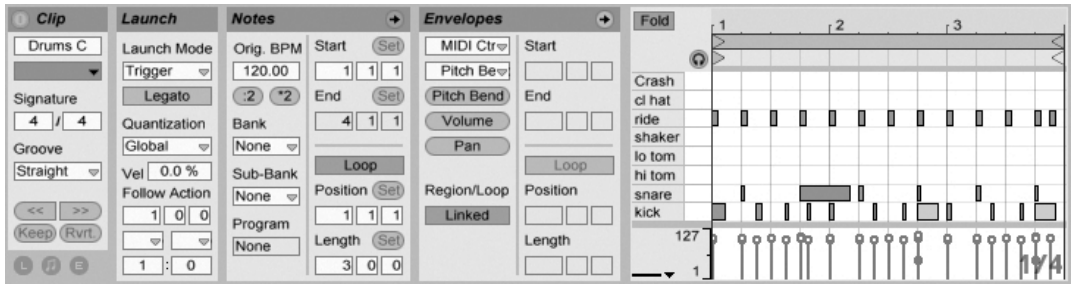 Clip
Drums C
Signature
4 / 4
Groove
Straight
<< >>
Keep Rvrt.
L E
Launch
Launch Mode
Trigger
Legato
Quantization
Global
Vel 0.0 %
Follow Action
1 0 0
1 : 0
Notes
Orig. BPM
120.00
:2 *2
Bank
None
Sub-Bank
None
Program
None
Start Set
1 1 1
End Set
4 1 1
Loop
Position Set
1 1 1
Length Set
3 0 0
Envelopes
MIDI Ctr
Pitch Be
Pitch Bend
Volume
Pan
Region/Loop
Linked
Start
End
Loop
Position
Length
Fold
1 2 3
Crash
cl hat
ride
shaker
lo tom
hi tom
snare
kick
127
1
1/4